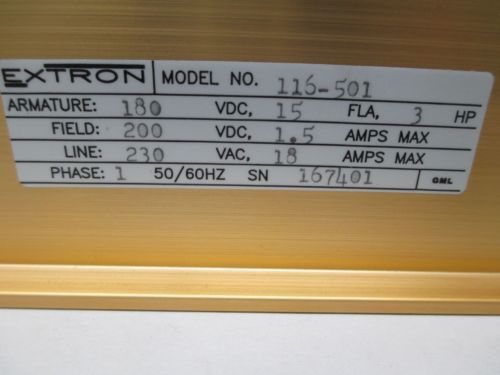 EXTRON MODEL NO. 116-501
ARMATURE: 180 VDC, 15 FLA, 3 HP
FIELD: 200 VDC, 1.5 AMPS MAX
LINE: 230 VAC, 18 AMPS MAX
PHASE: 1 50/60HZ SN 167401 GML